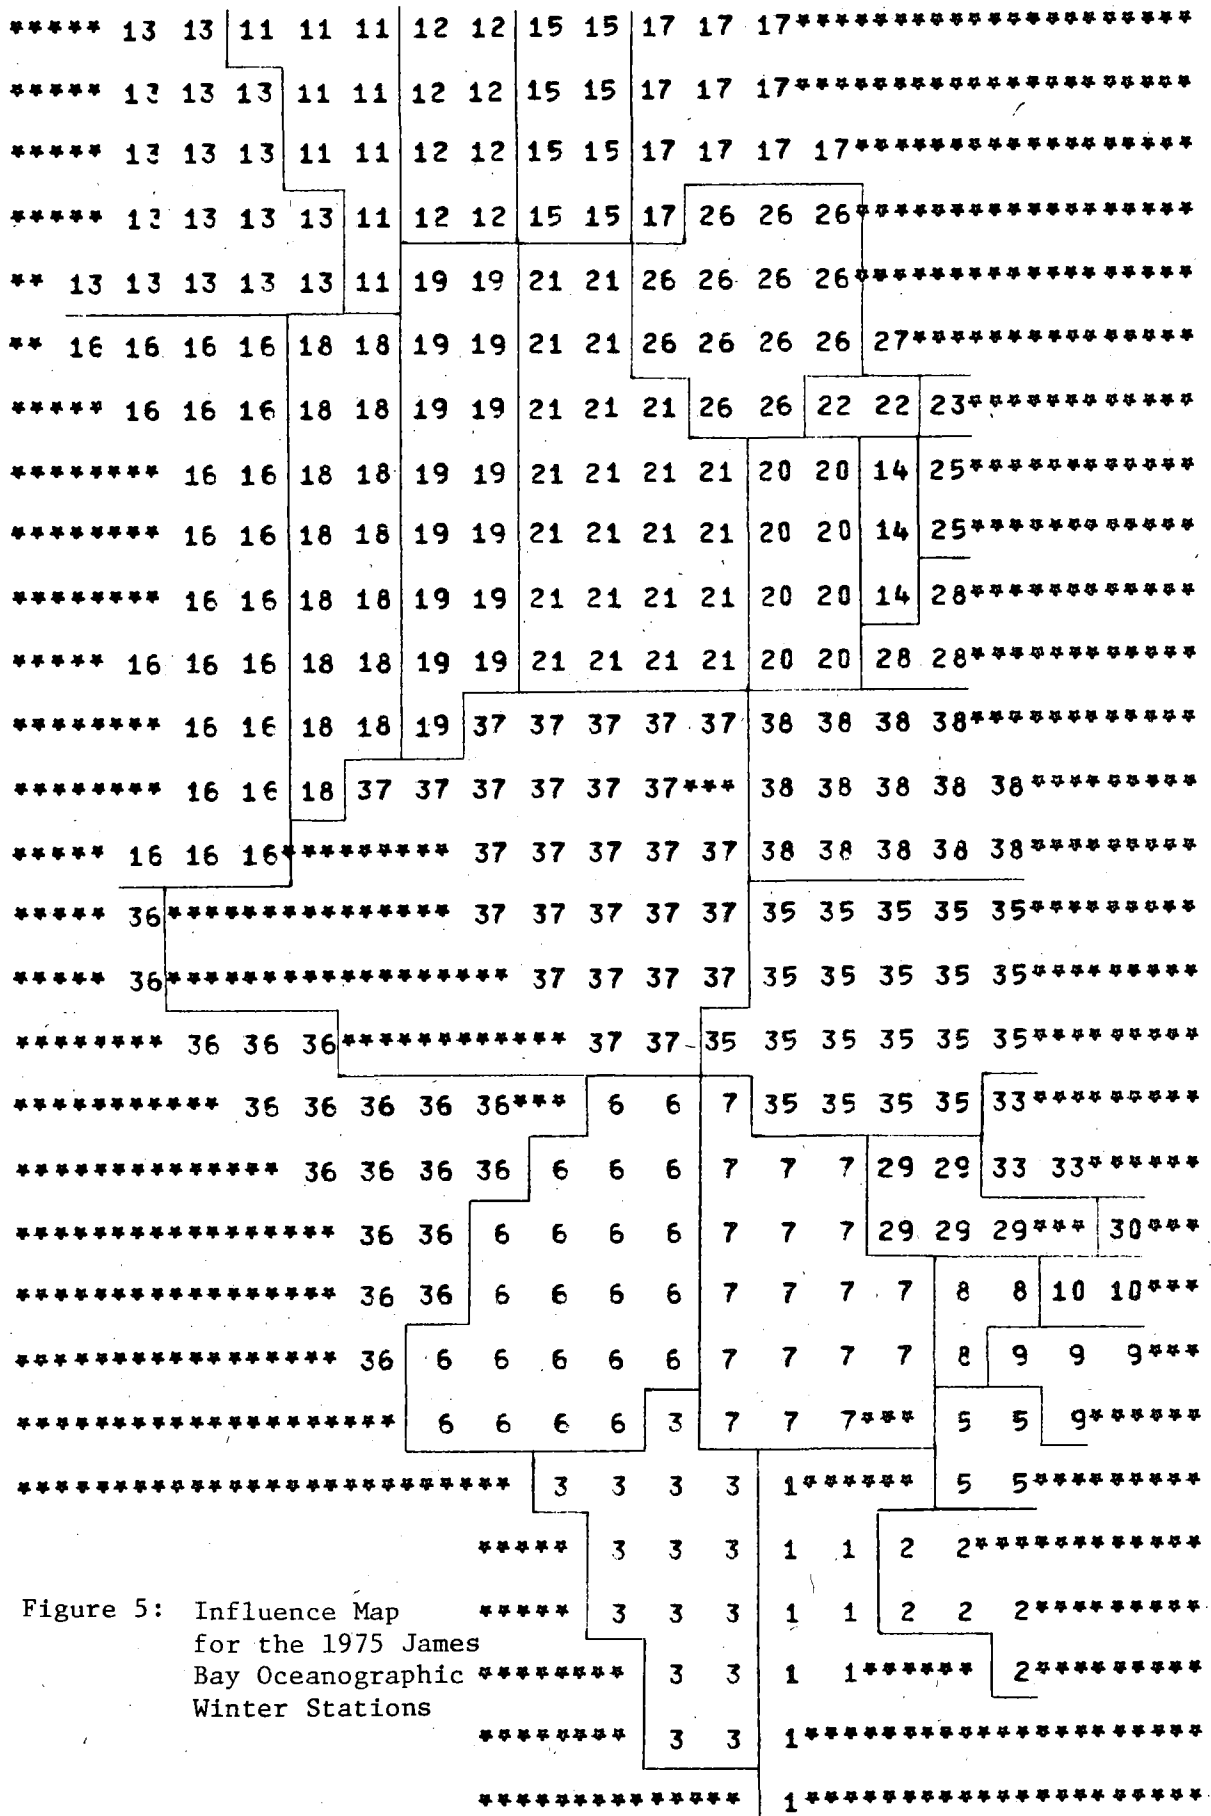 ***** 13 13 11 11 11 12 12 15 15 17 17 17*********************
***** 13 13 13 11 11 12 12 15 15 17 17 17*********************
***** 13 13 13 11 11 12 12 15 15 17 17 17 17******************
***** 13 13 13 13 11 12 12 15 15 17 26 26 26******************
** 13 13 13 13 13 11 19 19 21 21 26 26 26 26******************
** 16 16 16 16 18 18 19 19 21 21 26 26 26 26 27***************
***** 16 16 16 18 18 19 19 21 21 21 26 26 22 22 23************
******** 16 16 18 18 19 19 21 21 21 21 20 20 14 25************
******** 16 16 18 18 19 19 21 21 21 21 20 20 14 25************
******** 16 16 18 18 19 19 21 21 21 21 20 20 14 28************
***** 16 16 16 18 18 19 19 21 21 21 21 20 20 28 28************
******** 16 16 18 18 19 37 37 37 37 37 38 38 38 38************
******** 16 16 18 37 37 37 37 37 37*** 38 38 38 38 38*********
***** 16 16 16********* 37 37 37 37 37 38 38 38 38 38*********
***** 36*************** 37 37 37 37 37 35 35 35 35 35*********
***** 36****************** 37 37 37 37 35 35 35 35 35*********
******** 36 36 36************ 37 37 35 35 35 35 35 35*********
*********** 36 36 36 36 36*** 6 6 7 35 35 35 35 33*********
************** 36 36 36 36 6 6 6 7 7 7 29 29 33 33******
***************** 36 36 6 6 6 6 7 7 7 29 29 29*** 30***
***************** 36 36 6 6 6 6 7 7 7 7 8 8 10 10***
***************** 36 6 6 6 6 6 7 7 7 7 8 9 9 9***
******************** 6 6 6 6 3 7 7 7*** 5 5 9******
************************** 3 3 3 3 1****** 5 5*********
***** 3 3 3 1 1 2 2************
***** 3 3 3 1 1 2 2 2*********
******** 3 3 1 1****** 2*********
******** 3 3 1*********************
************** 1*********************
Figure 5: Influence Map
for the 1975 James
Bay Oceanographic
Winter Stations